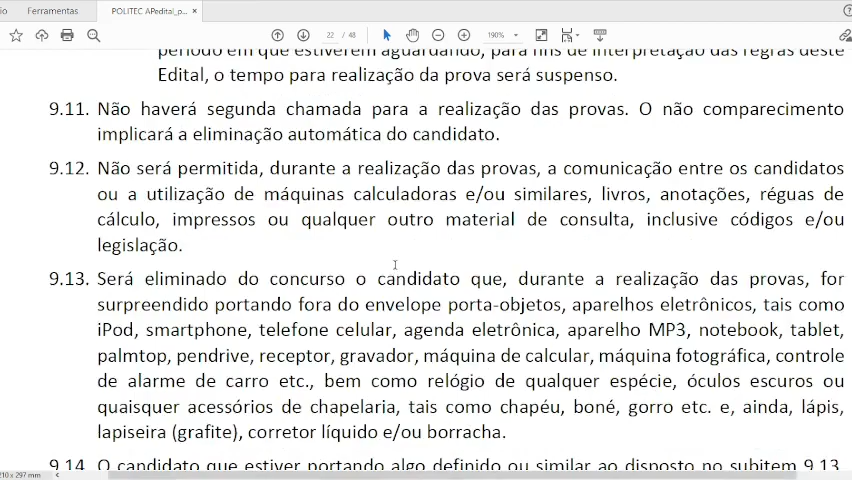 Ferramentas
POLITEC APedital_p... ×
22 / 48
190%
período em que estiverem aguardando, para fins de interpretação das regras deste
Edital, o tempo para realização da prova será suspenso.
9.11. Não haverá segunda chamada para a realização das provas. O não comparecimento
implicará a eliminação automática do candidato.
9.12. Não será permitida, durante a realização das provas, a comunicação entre os candidatos
ou a utilização de máquinas calculadoras e/ou similares, livros, anotações, réguas de
cálculo, impressos ou qualquer outro material de consulta, inclusive códigos e/ou
legislação.
9.13. Será eliminado do concurso o candidato que, durante a realização das provas, for
surpreendido portando fora do envelope porta-objetos, aparelhos eletrônicos, tais como
iPod, smartphone, telefone celular, agenda eletrônica, aparelho MP3, notebook, tablet,
palmtop, pendrive, receptor, gravador, máquina de calcular, máquina fotográfica, controle
de alarme de carro etc., bem como relógio de qualquer espécie, óculos escuros ou
quaisquer acessórios de chapelaria, tais como chapéu, boné, gorro etc. e, ainda, lápis,
lapiseira (grafite), corretor líquido e/ou borracha.
9.14. O candidato que estiver portando algo definido ou similar ao disposto no subitem 9.13,
210 x 297 mm